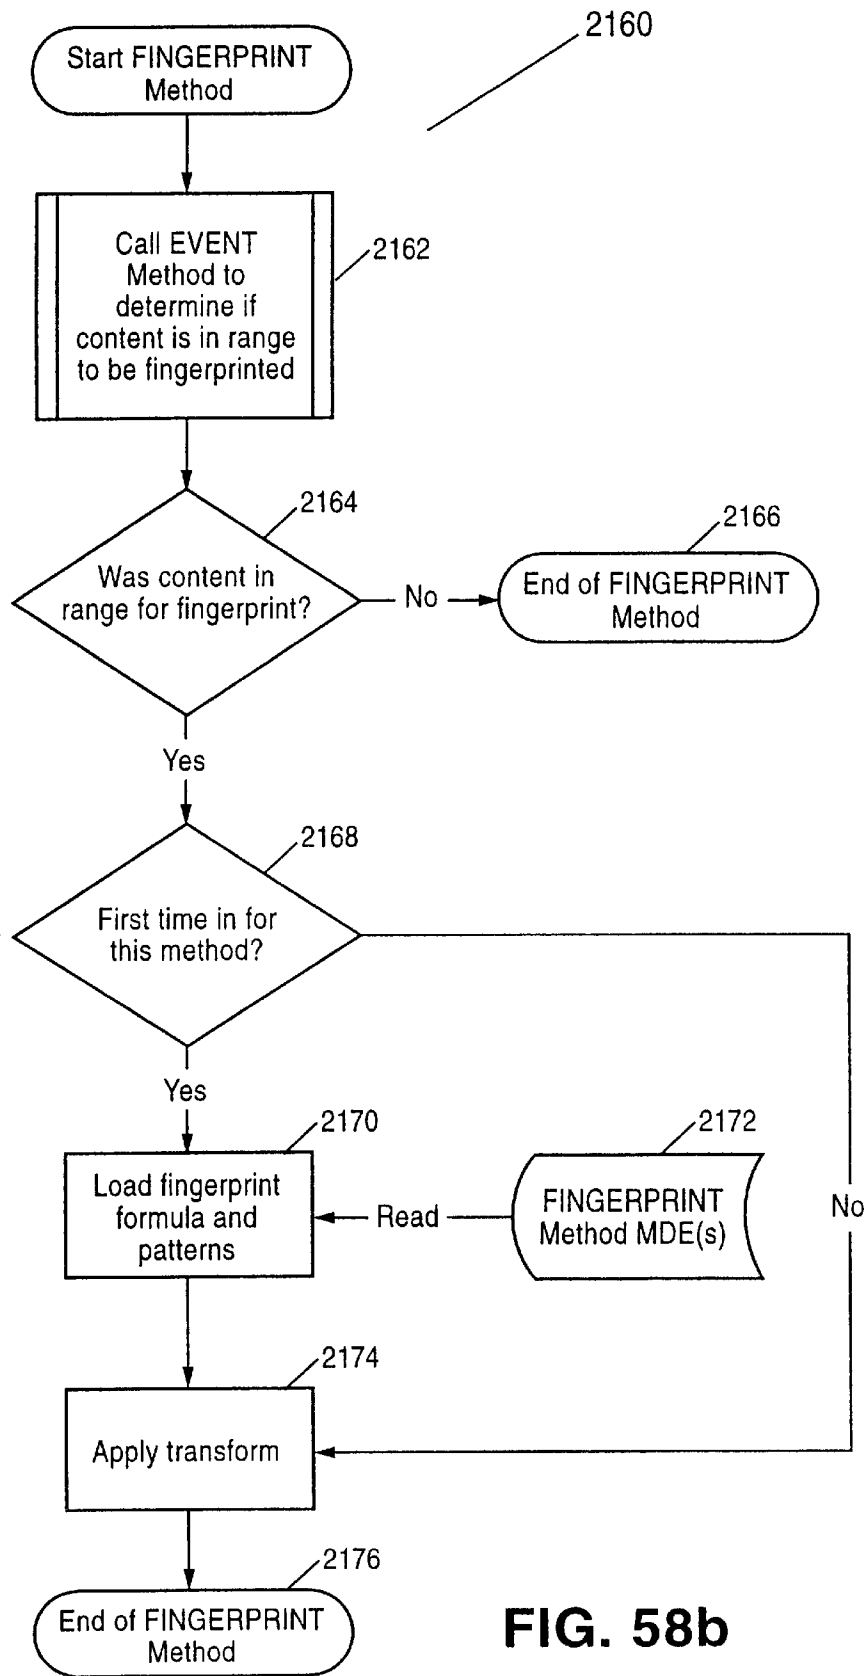 2160
Start FINGERPRINT
Method
Call EVENT
Method to
determine if
content is in range
to be fingerprinted
2162
2164
Was content in
range for fingerprint?
No
2166
End of FINGERPRINT
Method
Yes
2168
First time in for
this method?
Yes
2170
Load fingerprint
formula and
patterns
Read
2172
FINGERPRINT
Method MDE(s)
No
2174
Apply transform
2176
End of FINGERPRINT
Method
FIG. 58b